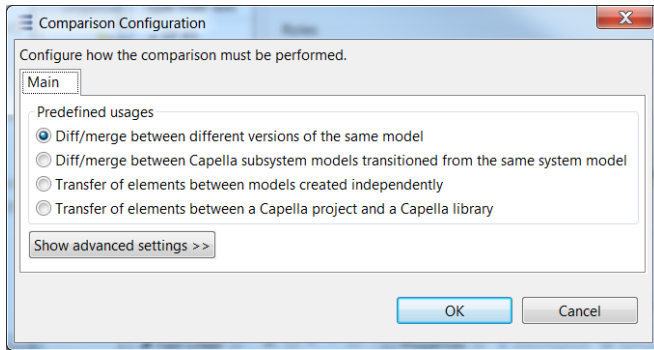 Comparison Configuration
X
Configure how the comparison must be performed.
Main
Predefined usages
Diff/merge between different versions of the same model
Diff/merge between Capella subsystem models transitioned from the same system model
Transfer of elements between models created independently
Transfer of elements between a Capella project and a Capella library
Show advanced settings >>
OK
Cancel